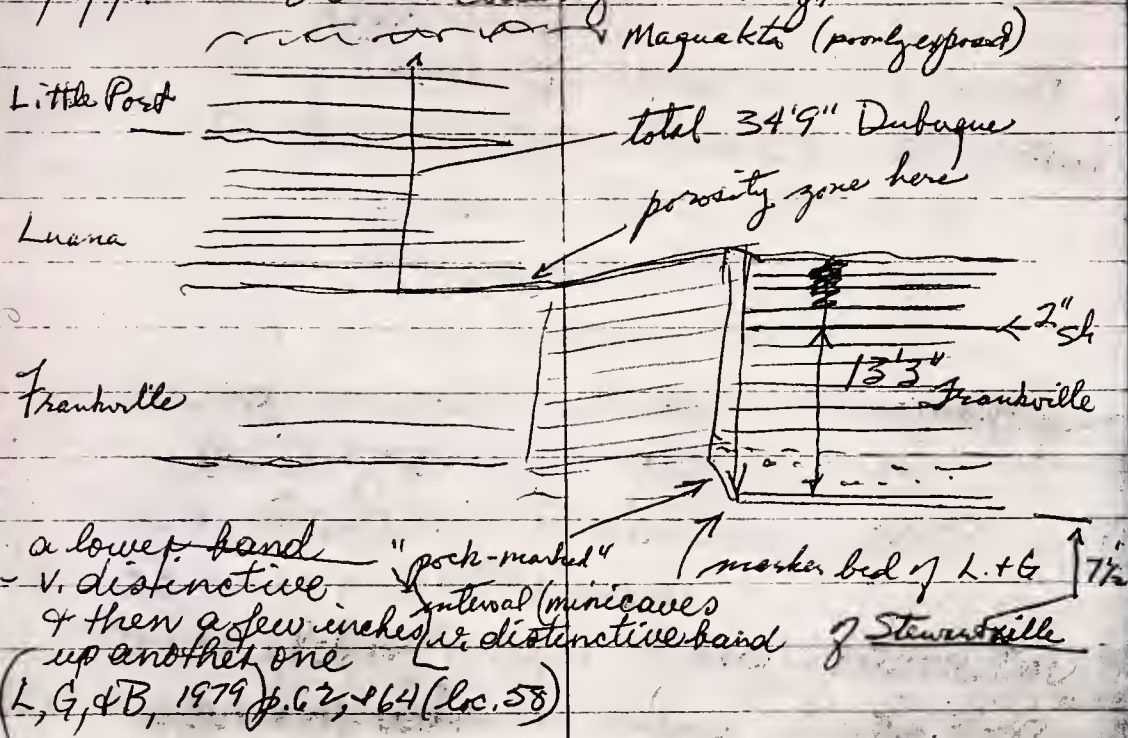 Maquakta (poorly exposed)
Little Port
total 34'9" Dubuque
porosity zone here
Luana
2" sh
13'3"
Frankville
Frankville
a lower band
- v. distinctive
& then a few inches
up another one
"pock-marked"
interval (minicaves
v. distinctive band
marker bed of L. + G
7½"
of Stewartville
(L, G, & B, 1979) p. 62, & 64 (loc. 58)